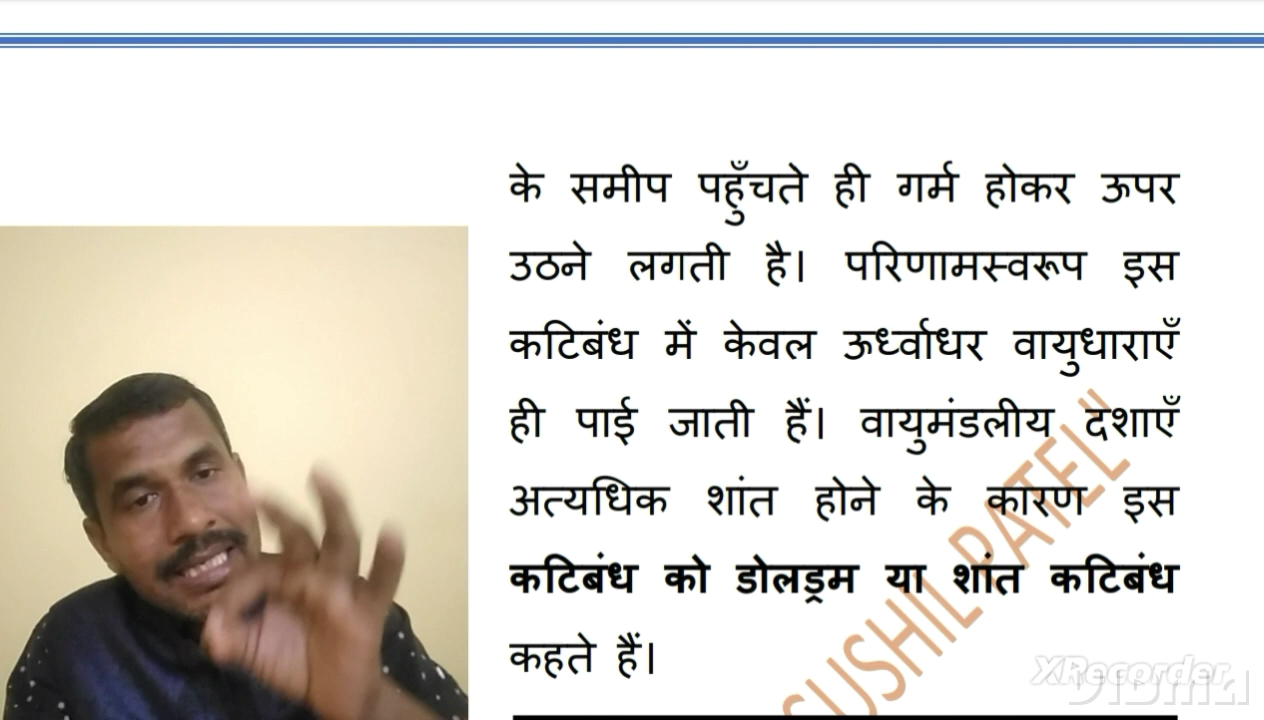 के समीप पहुँचते ही गर्म होकर ऊपर
उठने लगती है। परिणामस्वरूप इस
कटिबंध में केवल ऊर्ध्वाधर वायुधाराएँ
ही पाई जाती हैं। वायुमंडलीय दशाएँ
अत्यधिक शांत होने के कारण इस
कटिबंध को डोलड्रम या शांत कटिबंध
कहते हैं।
SUSHIL PATEL"
XRecorder